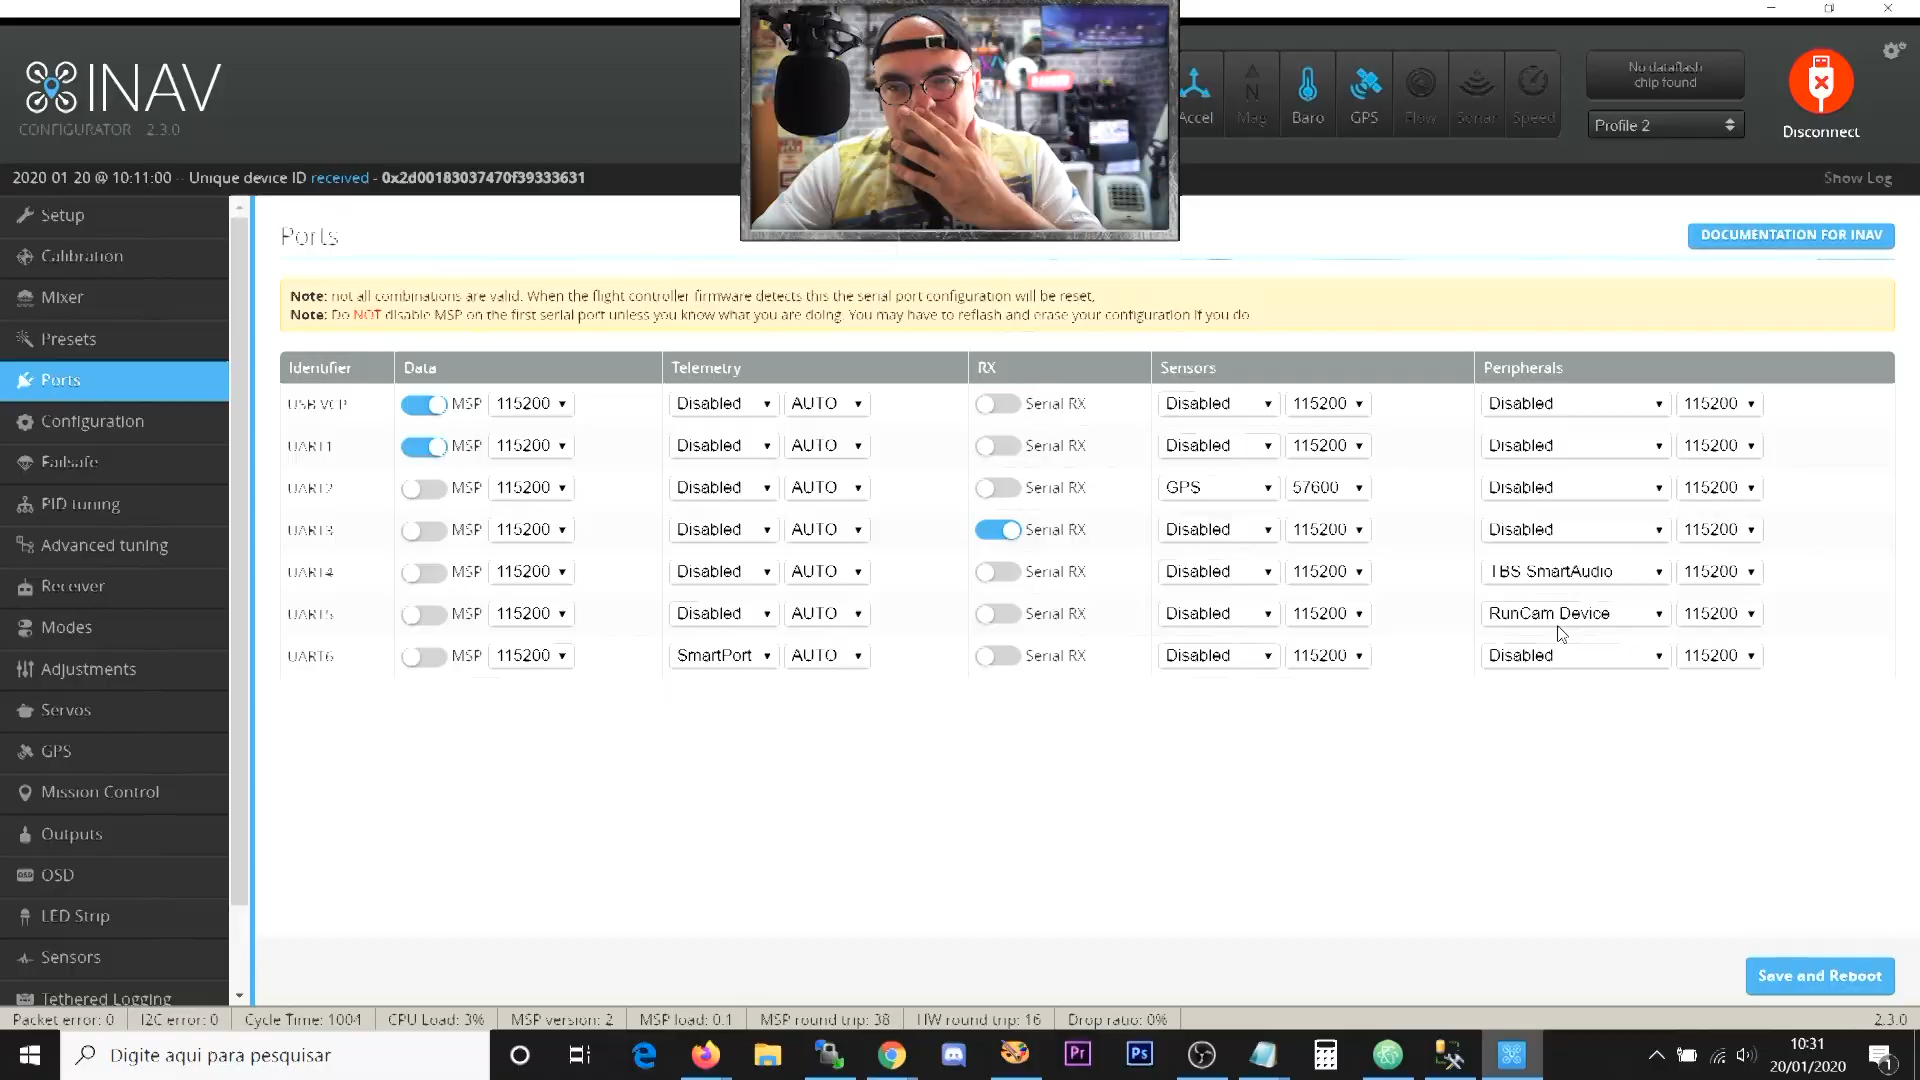 INAV
CONFIGURATOR 2.3.0
Accel
Mag
Baro
GPS
Flow
Sonar
Speed
No dataflash
chip found
Profile 2
Disconnect
2020 01 20 @ 10:11:00 -- Unique device ID received - 0x2d00183037470f39333631
Show Log
Setup
Calibration
Mixer
Presets
Ports
Configuration
Failsafe
PID tuning
Advanced tuning
Receiver
Modes
Adjustments
Servos
GPS
Mission Control
Outputs
OSD
LED Strip
Sensors
Tethered Logging
Ports
DOCUMENTATION FOR INAV
Note: not all combinations are valid. When the flight controller firmware detects this the serial port configuration will be reset.
Note: Do NOT disable MSP on the first serial port unless you know what you are doing. You may have to reflash and erase your configuration if you do.
Identifier Data Telemetry RX Sensors Peripherals
USB VCP MSP 115200 Disabled AUTO Serial RX Disabled 115200 Disabled 115200
UART1 MSP 115200 Disabled AUTO Serial RX Disabled 115200 Disabled 115200
UART2 MSP 115200 Disabled AUTO Serial RX GPS 57600 Disabled 115200
UART3 MSP 115200 Disabled AUTO Serial RX Disabled 115200 Disabled 115200
UART4 MSP 115200 Disabled AUTO Serial RX Disabled 115200 TBS SmartAudio 115200
UART5 MSP 115200 Disabled AUTO Serial RX Disabled 115200 RunCam Device 115200
UART6 MSP 115200 SmartPort AUTO Serial RX Disabled 115200 Disabled 115200
Save and Reboot
Packet error: 0 I2C error: 0 Cycle Time: 1004 CPU Load: 3% MSP version: 2 MSP load: 0.1 MSP round trip: 38 HW round trip: 16 Drop ratio: 0% 2.3.0
Digite aqui para pesquisar
Pr
Ps
10:31
20/01/2020
1